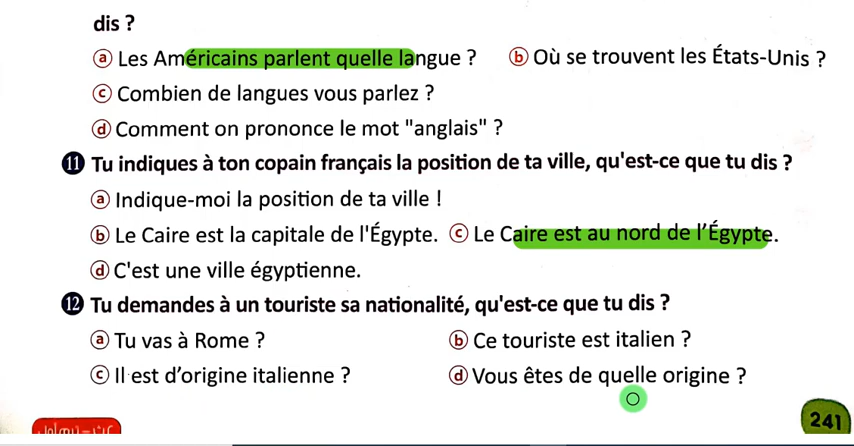 dis ?
ⓐ Les Américains parlent quelle langue ? ⓑ Où se trouvent les États-Unis ?
ⓒ Combien de langues vous parlez ?
ⓓ Comment on prononce le mot "anglais" ?
⓫ Tu indiques à ton copain français la position de ta ville, qu'est-ce que tu dis ?
ⓐ Indique-moi la position de ta ville !
ⓑ Le Caire est la capitale de l'Égypte. ⓒ Le Caire est au nord de l'Égypte.
ⓓ C'est une ville égyptienne.
⓬ Tu demandes à un touriste sa nationalité, qu'est-ce que tu dis ?
ⓐ Tu vas à Rome ? ⓑ Ce touriste est italien ?
ⓒ Il est d'origine italienne ? ⓓ Vous êtes de quelle origine ?
241